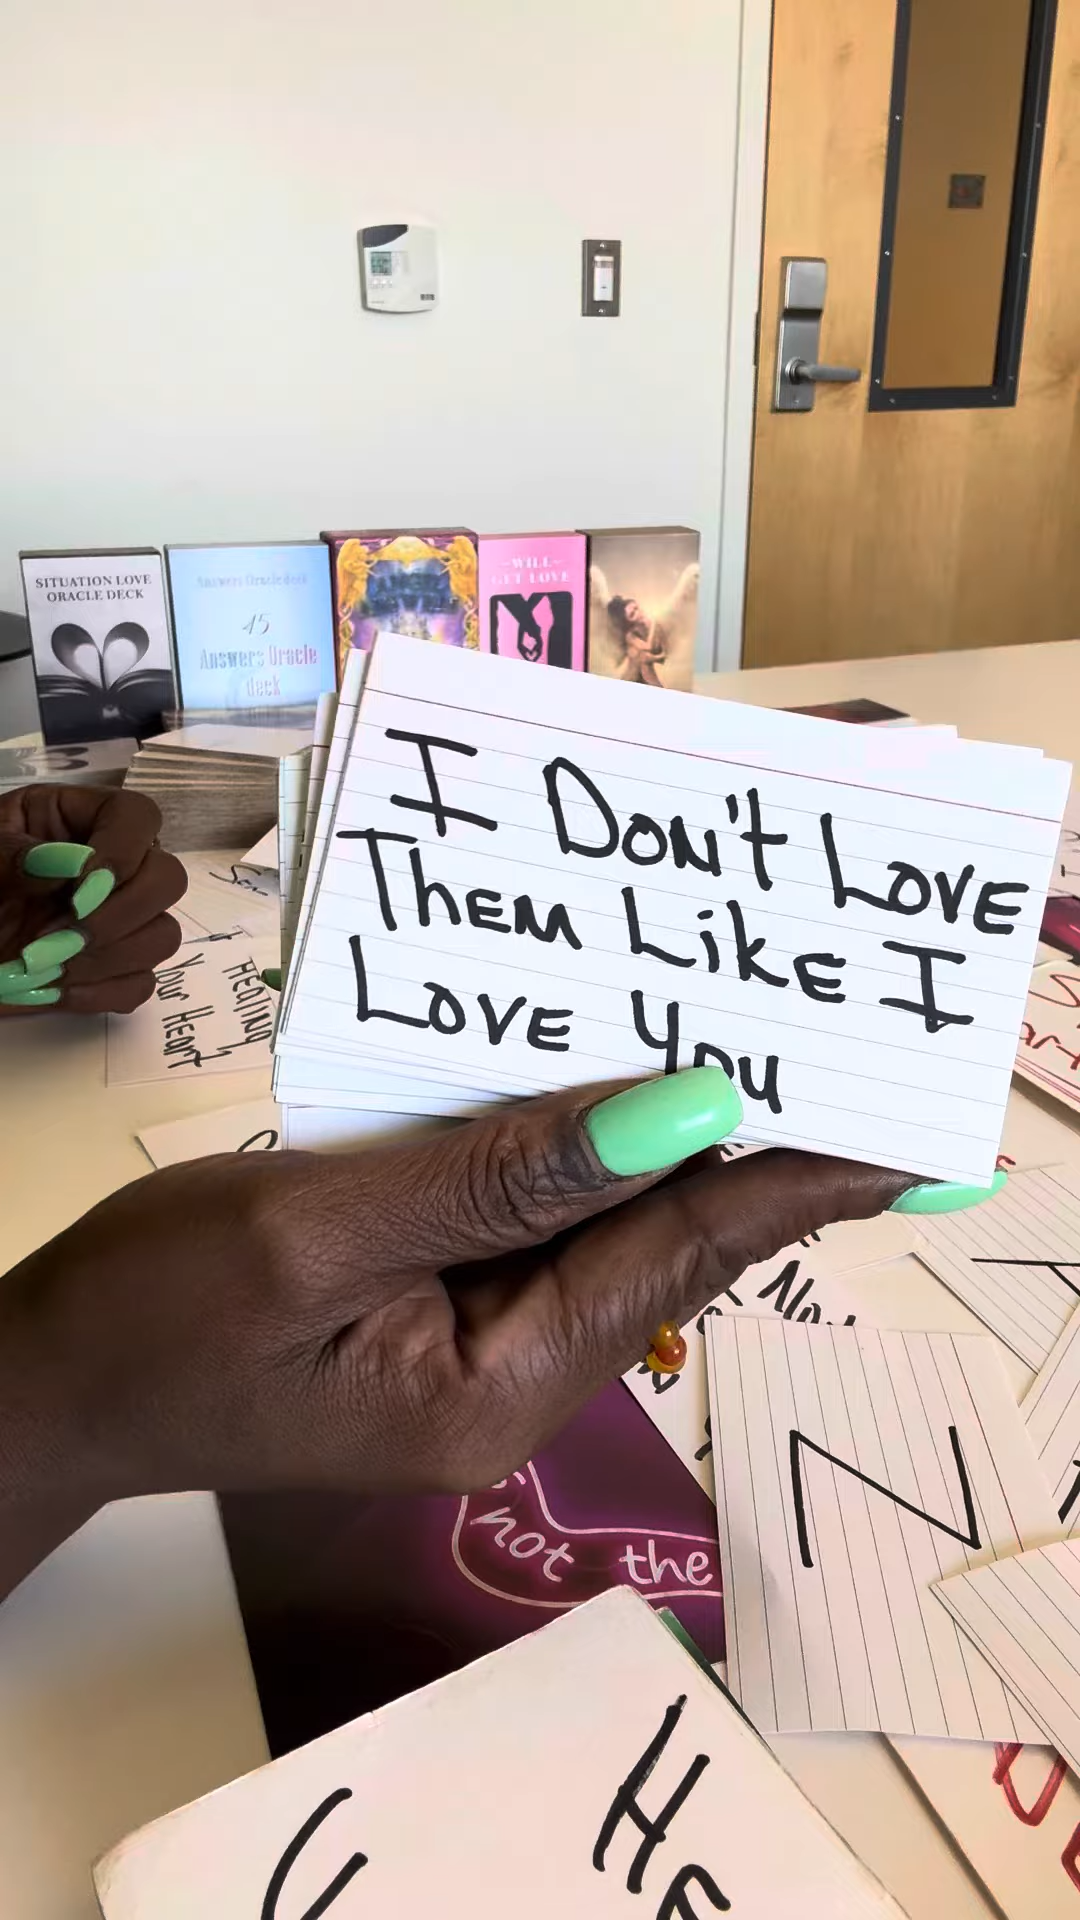 SITUATION LOVE
ORACLE DECK
Answers Oracle deck
45
Answers Oracle
deck
WILL
GET LOVE
I DON'T LOVE
THEM LIKE I
LOVE YOU
HEALING
YOUR HEART
NOV
not the
N
H